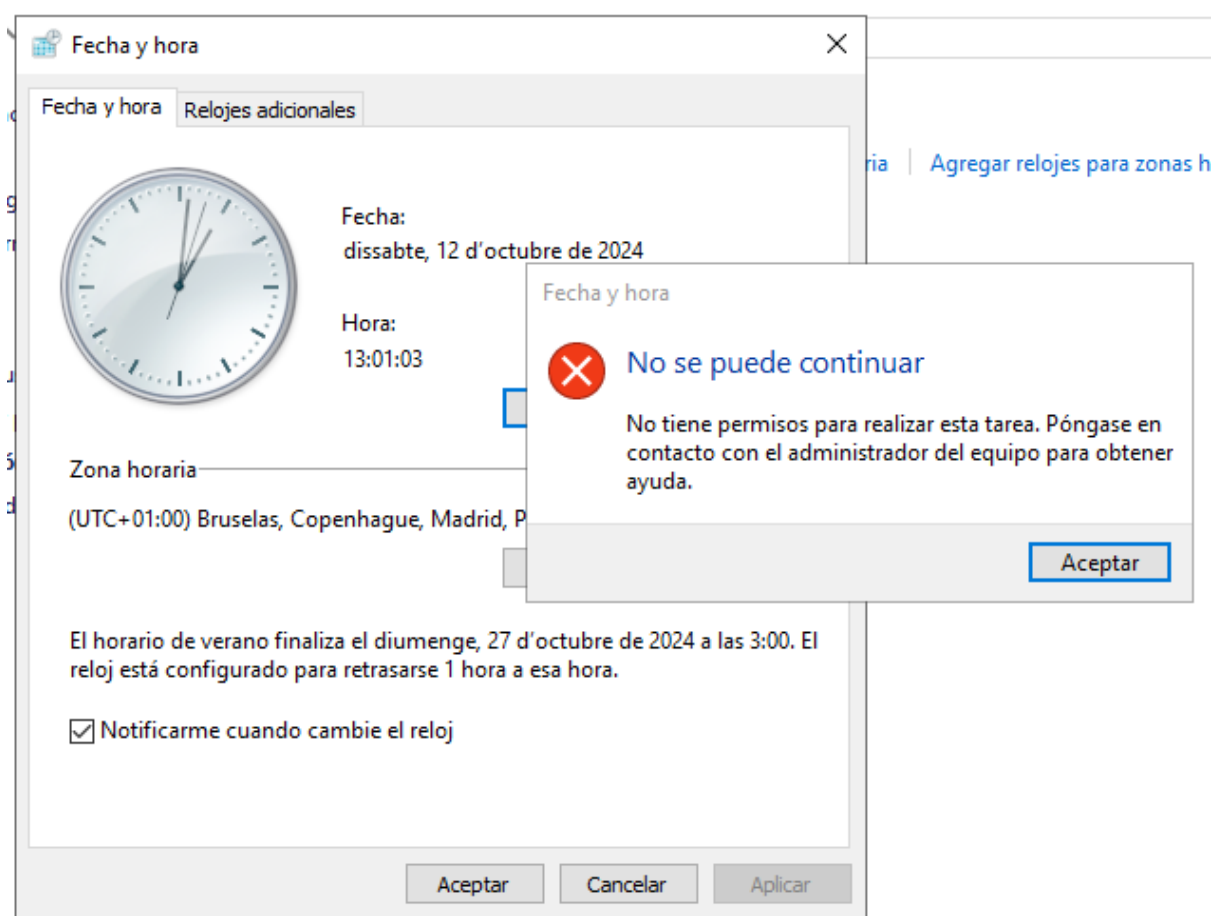 Fecha y hora
Fecha y hora
Relojes adicionales
Agregar relojes para zonas
Fecha:
dissabte, 12 d'octubre de 2024
Hora:
13:01:03
Zona horaria
(UTC+01:00) Bruselas, Copenhague, Madrid, P
El horario de verano finaliza el diumenge, 27 d'octubre de 2024 a las 3:00. El
reloj está configurado para retrasarse 1 hora a esa hora.
Notificarme cuando cambie el reloj
Aceptar
Cancelar
Aplicar
Fecha y hora
No se puede continuar
No tiene permisos para realizar esta tarea. Póngase en
contacto con el administrador del equipo para obtener
ayuda.
Aceptar